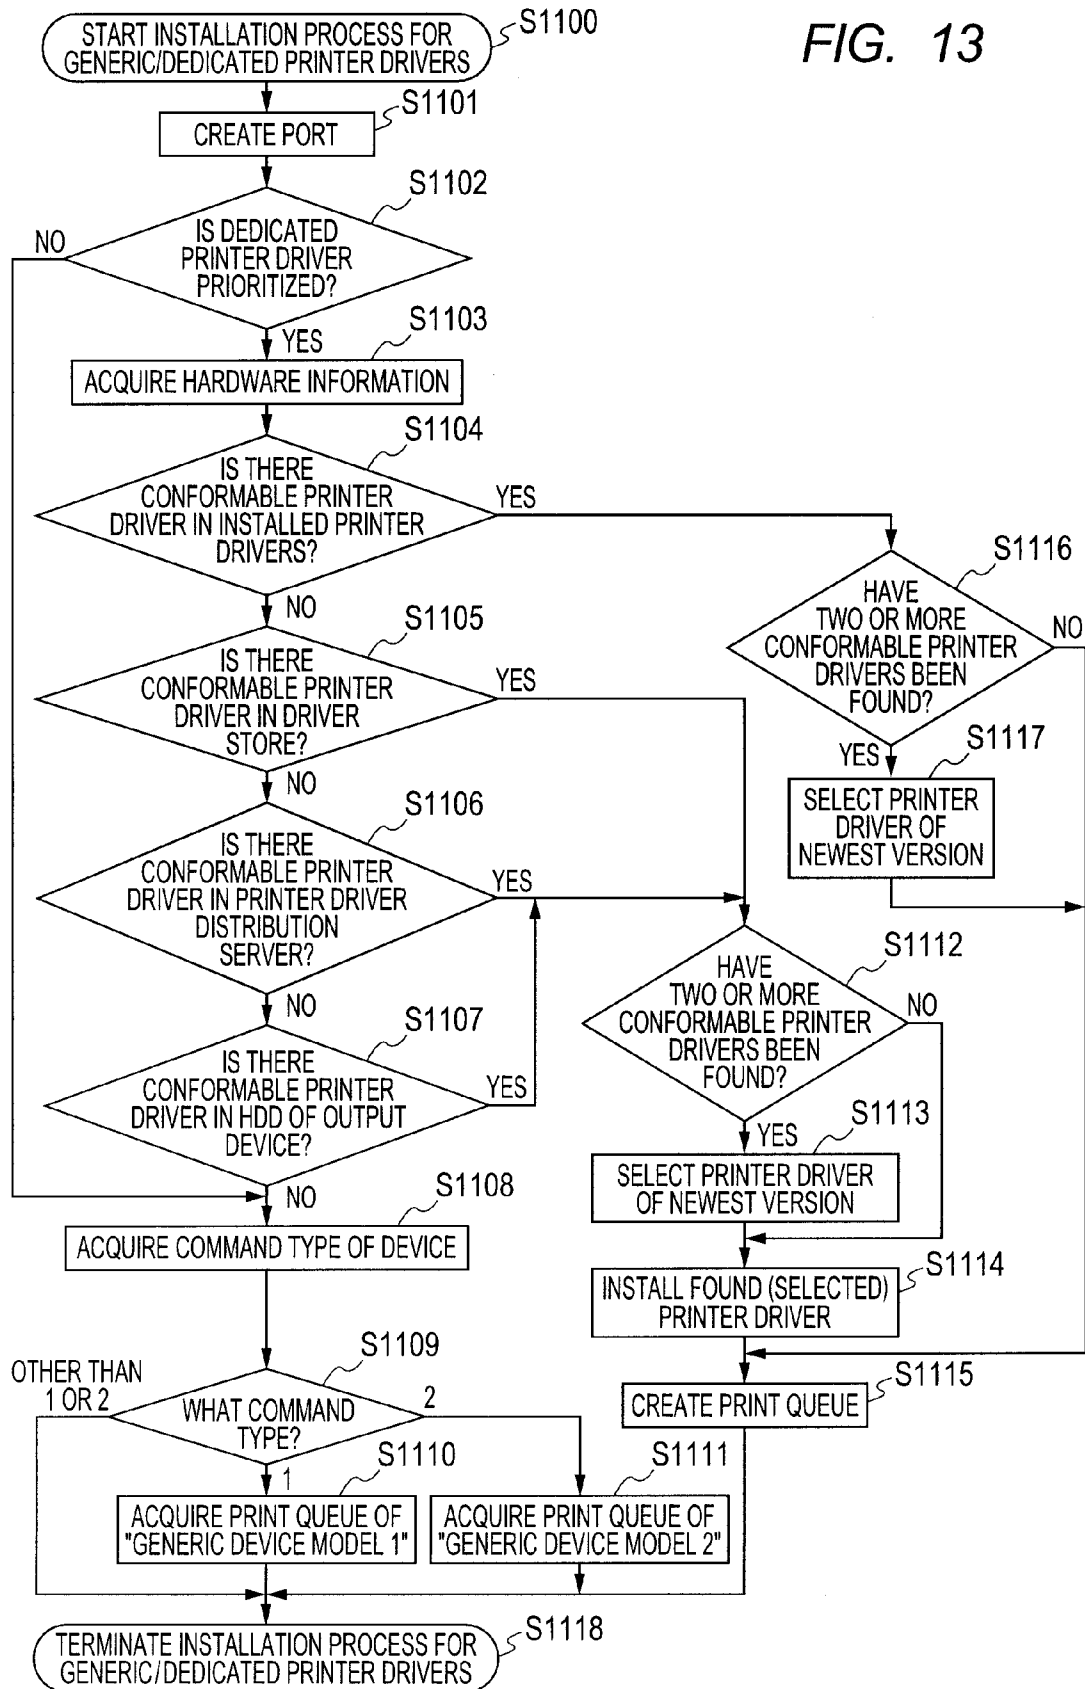 FIG. 13
START INSTALLATION PROCESS FOR
GENERIC/DEDICATED PRINTER DRIVERS
S1100
S1101
CREATE PORT
S1102
IS DEDICATED
PRINTER DRIVER
PRIORITIZED?
NO
YES
S1103
ACQUIRE HARDWARE INFORMATION
S1104
IS THERE
CONFORMABLE PRINTER
DRIVER IN INSTALLED PRINTER
DRIVERS?
YES
NO
S1105
IS THERE
CONFORMABLE PRINTER
DRIVER IN DRIVER
STORE?
YES
NO
S1106
IS THERE
CONFORMABLE PRINTER
DRIVER IN PRINTER DRIVER
DISTRIBUTION
SERVER?
YES
NO
S1107
IS THERE
CONFORMABLE PRINTER
DRIVER IN HDD OF OUTPUT
DEVICE?
YES
NO
S1108
ACQUIRE COMMAND TYPE OF DEVICE
S1109
WHAT COMMAND
TYPE?
OTHER THAN
1 OR 2
2
1
S1110
ACQUIRE PRINT QUEUE OF
"GENERIC DEVICE MODEL 1"
S1111
ACQUIRE PRINT QUEUE OF
"GENERIC DEVICE MODEL 2"
S1116
HAVE
TWO OR MORE
CONFORMABLE PRINTER
DRIVERS BEEN
FOUND?
NO
YES
S1117
SELECT PRINTER
DRIVER OF
NEWEST VERSION
S1112
HAVE
TWO OR MORE
CONFORMABLE PRINTER
DRIVERS BEEN
FOUND?
NO
YES
S1113
SELECT PRINTER DRIVER
OF NEWEST VERSION
S1114
INSTALL FOUND (SELECTED)
PRINTER DRIVER
S1115
CREATE PRINT QUEUE
S1118
TERMINATE INSTALLATION PROCESS FOR
GENERIC/DEDICATED PRINTER DRIVERS